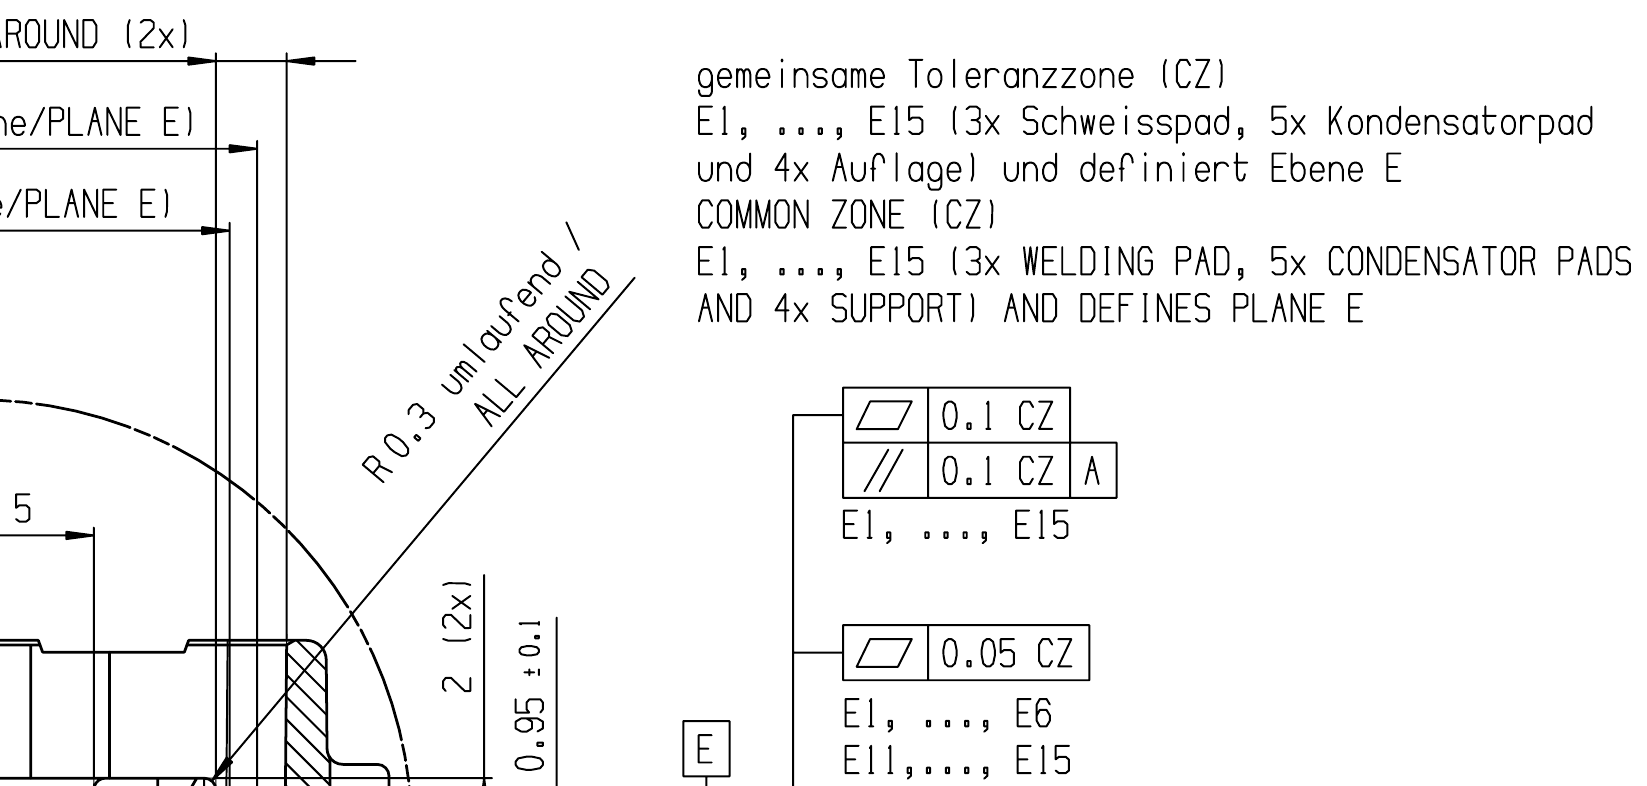 AROUND (2x)
ne/PLANE E)
e/PLANE E)
gemeinsame Toleranzzone (CZ)
E1, ..., E15 (3x Schweisspad, 5x Kondensatorpad
und 4x Auflage) und definiert Ebene E
COMMON ZONE (CZ)
E1, ..., E15 (3x WELDING PAD, 5x CONDENSATOR PADS
AND 4x SUPPORT) AND DEFINES PLANE E
R0.3 umlaufend /
ALL AROUND
5
2 (2x)
0.95 ±0.1
0.1 CZ
// 0.1 CZ A
E1, ..., E15
0.05 CZ
E1, ..., E6
E11,..., E15
E